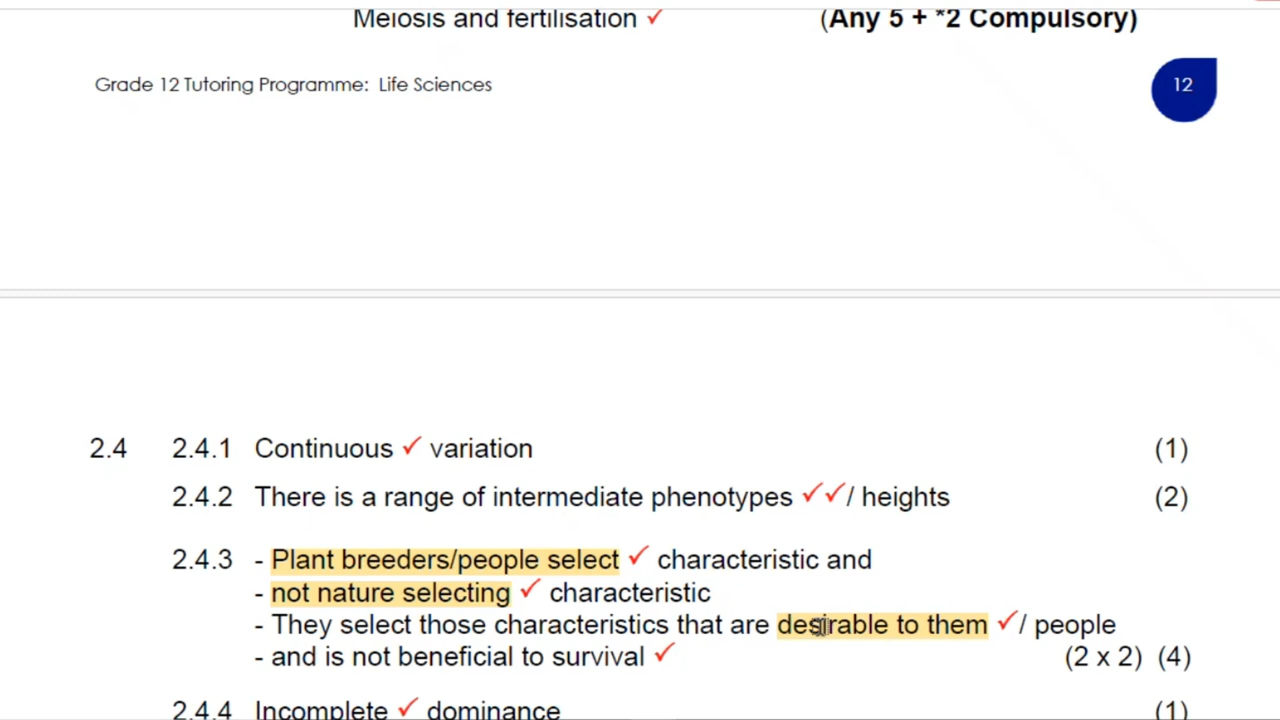 Meiosis and fertilisation ✓ (Any 5 + *2 Compulsory)
Grade 12 Tutoring Programme: Life Sciences 12
2.4 2.4.1 Continuous ✓ variation (1)
2.4.2 There is a range of intermediate phenotypes ✓✓/ heights (2)
2.4.3 - Plant breeders/people select ✓ characteristic and
- not nature selecting ✓ characteristic
- They select those characteristics that are desirable to them ✓/ people
- and is not beneficial to survival ✓ (2 x 2) (4)
2.4.4 Incomplete ✓ dominance (1)